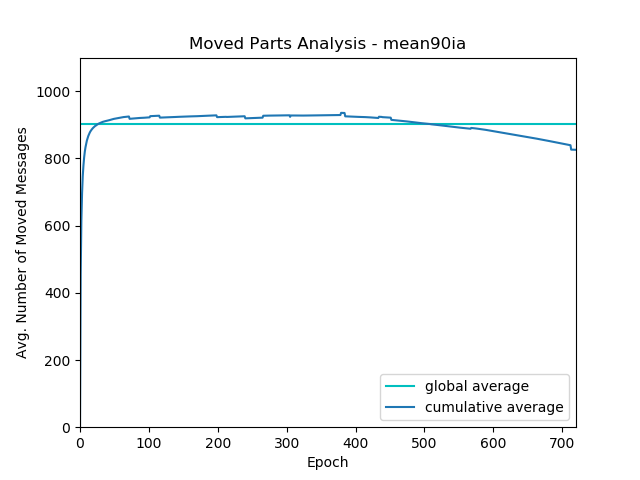 Moved Parts Analysis - mean90ia
Avg. Number of Moved Messages
1000
800
600
400
200
0
0 100 200 300 400 500 600 700
Epoch
global average
cumulative average